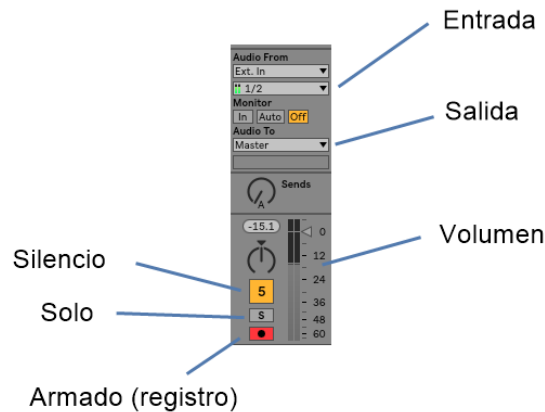 Entrada
Audio From
Ext. In
1/2
Monitor
In Auto Off
Audio To
Master
Salida
Sends
A
-15.1
0
12
24
36
48
60
Volumen
Silencio
5
Solo
S
Armado (registro)